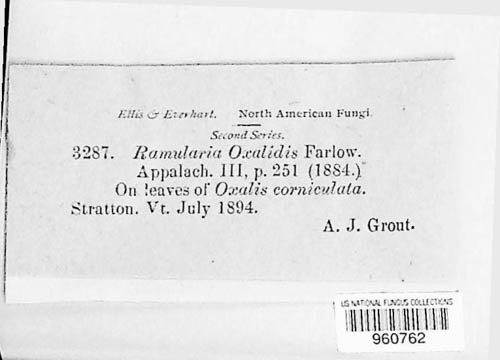 Ellis & Everhart. North American Fungi.
Second Series.
3287. Ramularia Oxalidis Farlow.
Appalach. III, p. 251 (1884.)
On leaves of Oxalis corniculata.
Stratton. Vt. July 1894.
A. J. Grout.
US NATIONAL FUNGUS COLLECTIONS
960762